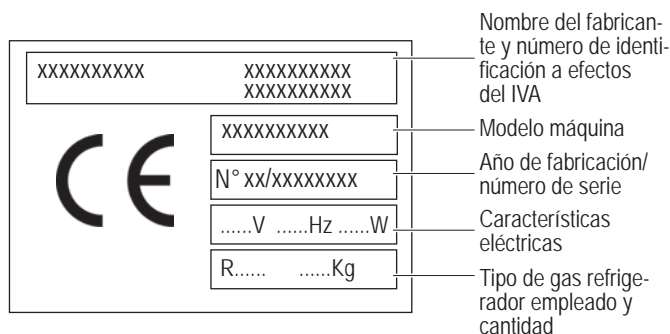 XXXXXXXXXX XXXXXXXXXX
XXXXXXXXXX
CE
XXXXXXXXXX
N° xx/xxxxxxxx
......V ......Hz ......W
R...... ......Kg
Nombre del fabrican-
te y número de identi-
ficación a efectos
del IVA
Modelo máquina
Año de fabricación/
número de serie
Características
eléctricas
Tipo de gas refrige-
rador empleado y
cantidad